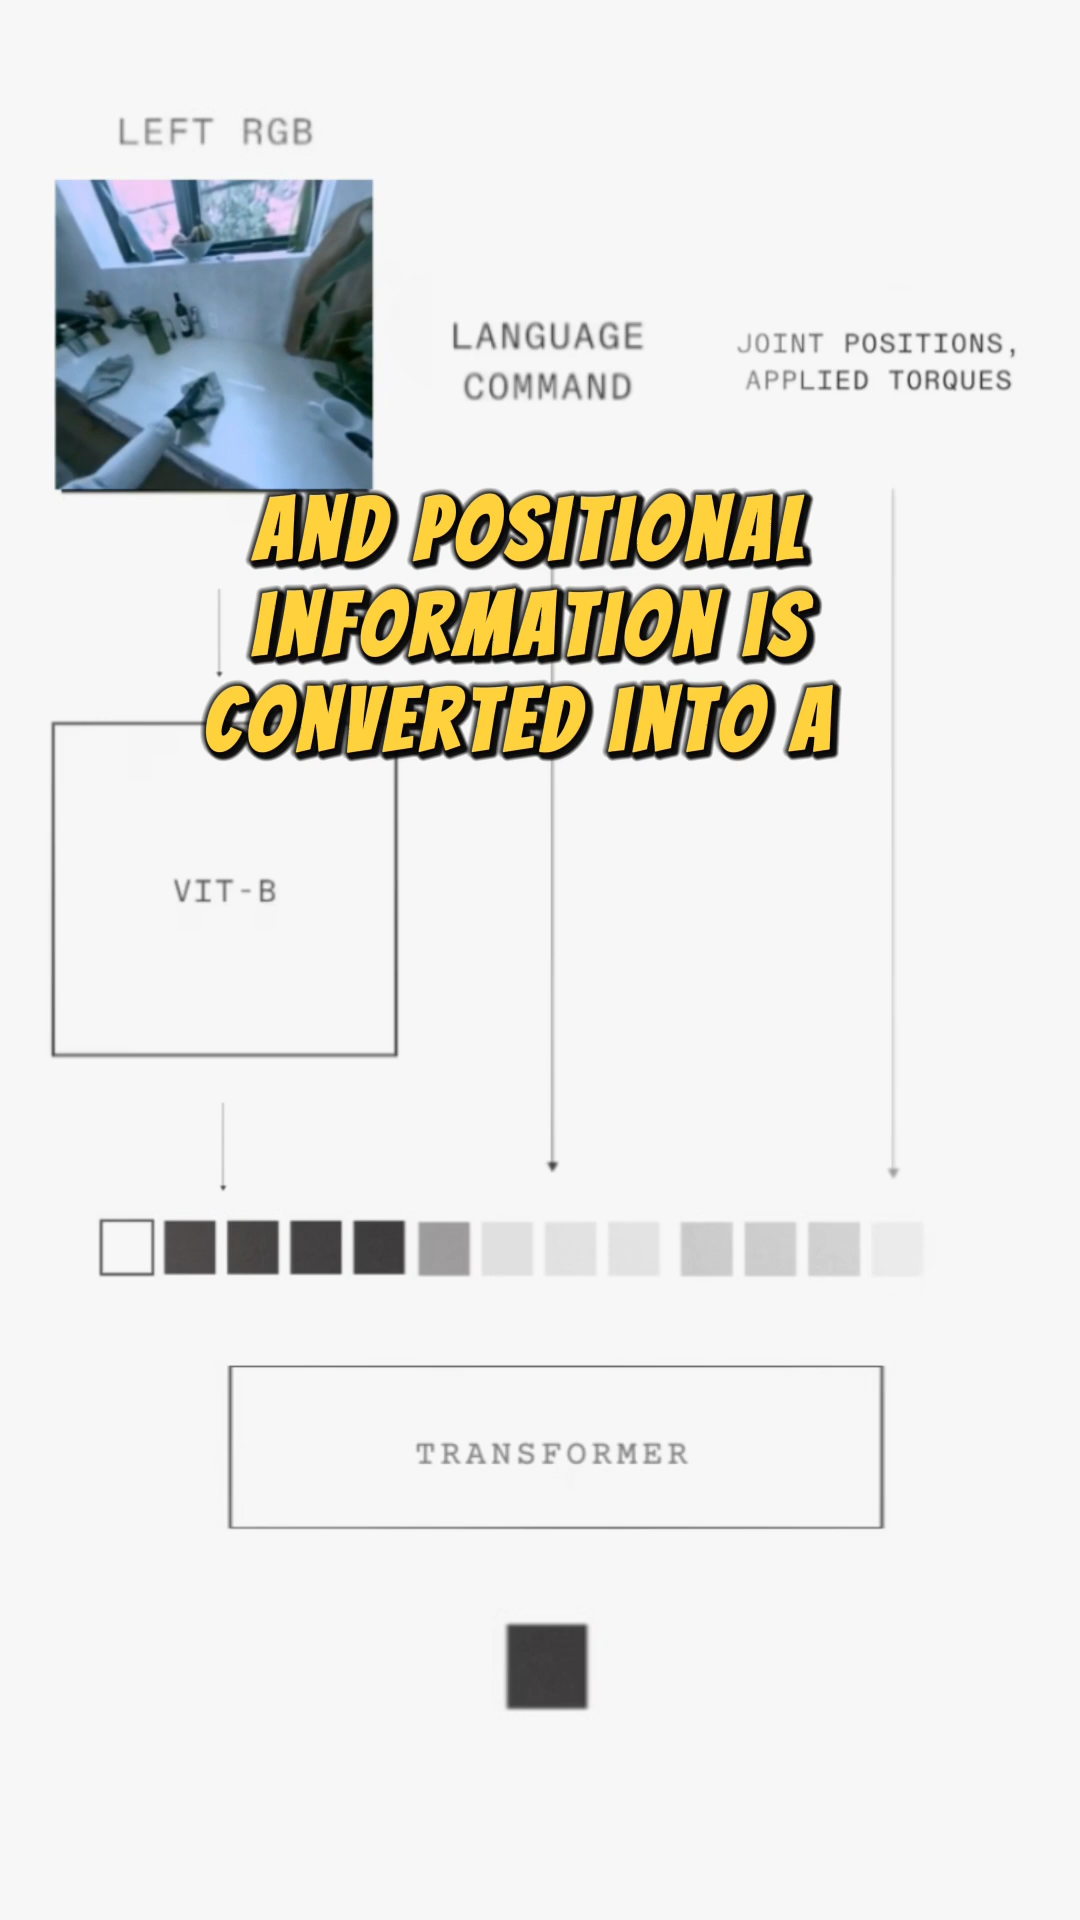 LEFT RGB
LANGUAGE
COMMAND
JOINT POSITIONS,
APPLIED TORQUES
AND POSITIONAL
INFORMATION IS
CONVERTED INTO A
VIT-B
TRANSFORMER